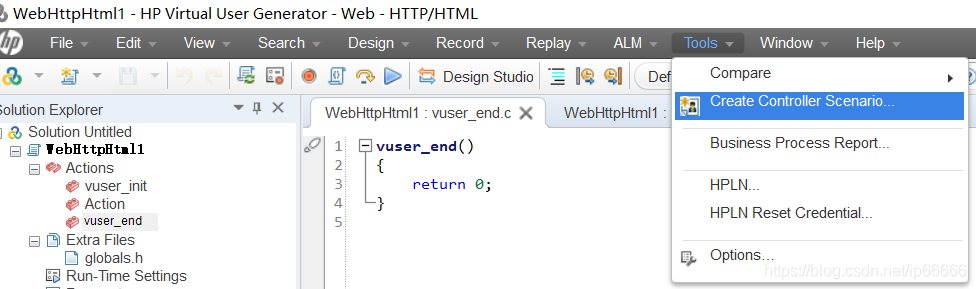 WebHttpHtml1 - HP Virtual User Generator - Web - HTTP/HTML
hp File Edit View Search Design Record Replay ALM Tools Window Help
Design Studio Def
Solution Explorer
WebHttpHtml1 : vuser_end.c
WebHttpHtml1 :
Solution Untitled
WebHttpHtml1
Actions
vuser_init
Action
vuser_end
Extra Files
globals.h
Run-Time Settings
1 vuser_end()
2 {
3 return 0;
4 }
5
Compare
Create Controller Scenario...
Business Process Report...
HPLN...
HPLN Reset Credential...
Options...
https://blog.csdn.net/ip66666